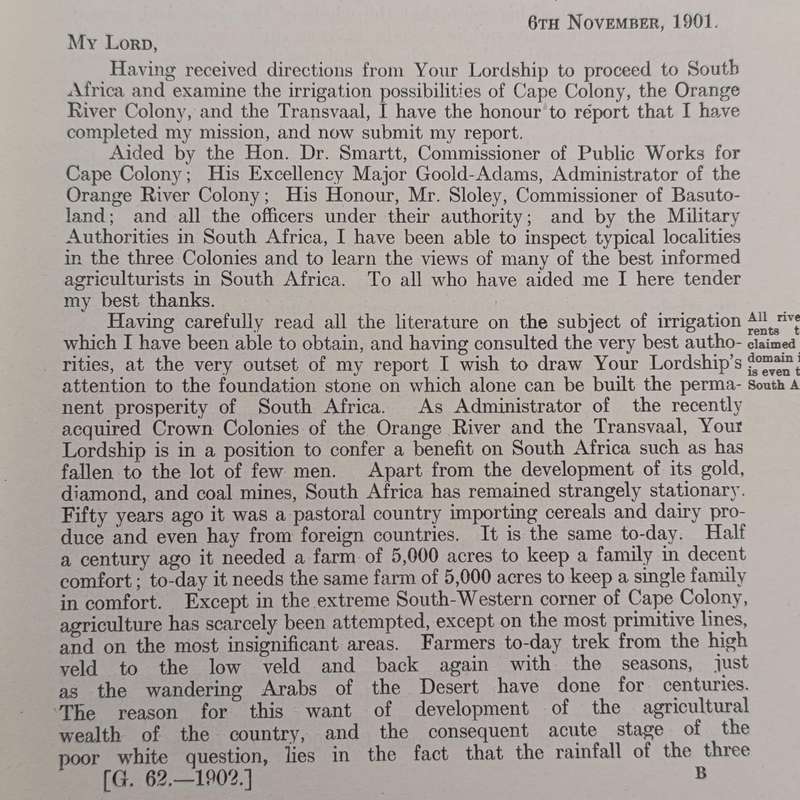 6TH NOVEMBER, 1901.
MY LORD,
Having received directions from Your Lordship to proceed to South
Africa and examine the irrigation possibilities of Cape Colony, the Orange
River Colony, and the Transvaal, I have the honour to report that I have
completed my mission, and now submit my report.
Aided by the Hon. Dr. Smartt, Commissioner of Public Works for
Cape Colony; His Excellency Major Goold-Adams, Administrator of the
Orange River Colony; His Honour, Mr. Sloley, Commissioner of Basuto-
land; and all the officers under their authority; and by the Military
Authorities in South Africa, I have been able to inspect typical localities
in the three Colonies and to learn the views of many of the best informed
agriculturists in South Africa. To all who have aided me I here tender
my best thanks.
Having carefully read all the literature on the subject of irrigation
which I have been able to obtain, and having consulted the very best autho-
rities, at the very outset of my report I wish to draw Your Lordship's
attention to the foundation stone on which alone can be built the perma-
nent prosperity of South Africa. As Administrator of the recently
acquired Crown Colonies of the Orange River and the Transvaal, Your
Lordship is in a position to confer a benefit on South Africa such as has
fallen to the lot of few men. Apart from the development of its gold,
diamond, and coal mines, South Africa has remained strangely stationary.
Fifty years ago it was a pastoral country importing cereals and dairy pro-
duce and even hay from foreign countries. It is the same to-day. Half
a century ago it needed a farm of 5,000 acres to keep a family in decent
comfort; to-day it needs the same farm of 5,000 acres to keep a single family
in comfort. Except in the extreme South-Western corner of Cape Colony,
agriculture has scarcely been attempted, except on the most primitive lines,
and on the most insignificant areas. Farmers to-day trek from the high
veld to the low veld and back again with the seasons, just
as the wandering Arabs of the Desert have done for centuries.
The reason for this want of development of the agricultural
wealth of the country, and the consequent acute stage of the
poor white question, lies in the fact that the rainfall of the three
[G. 62.—1902.] B
All rive
rents t
claimed
domain i
is even t
South A